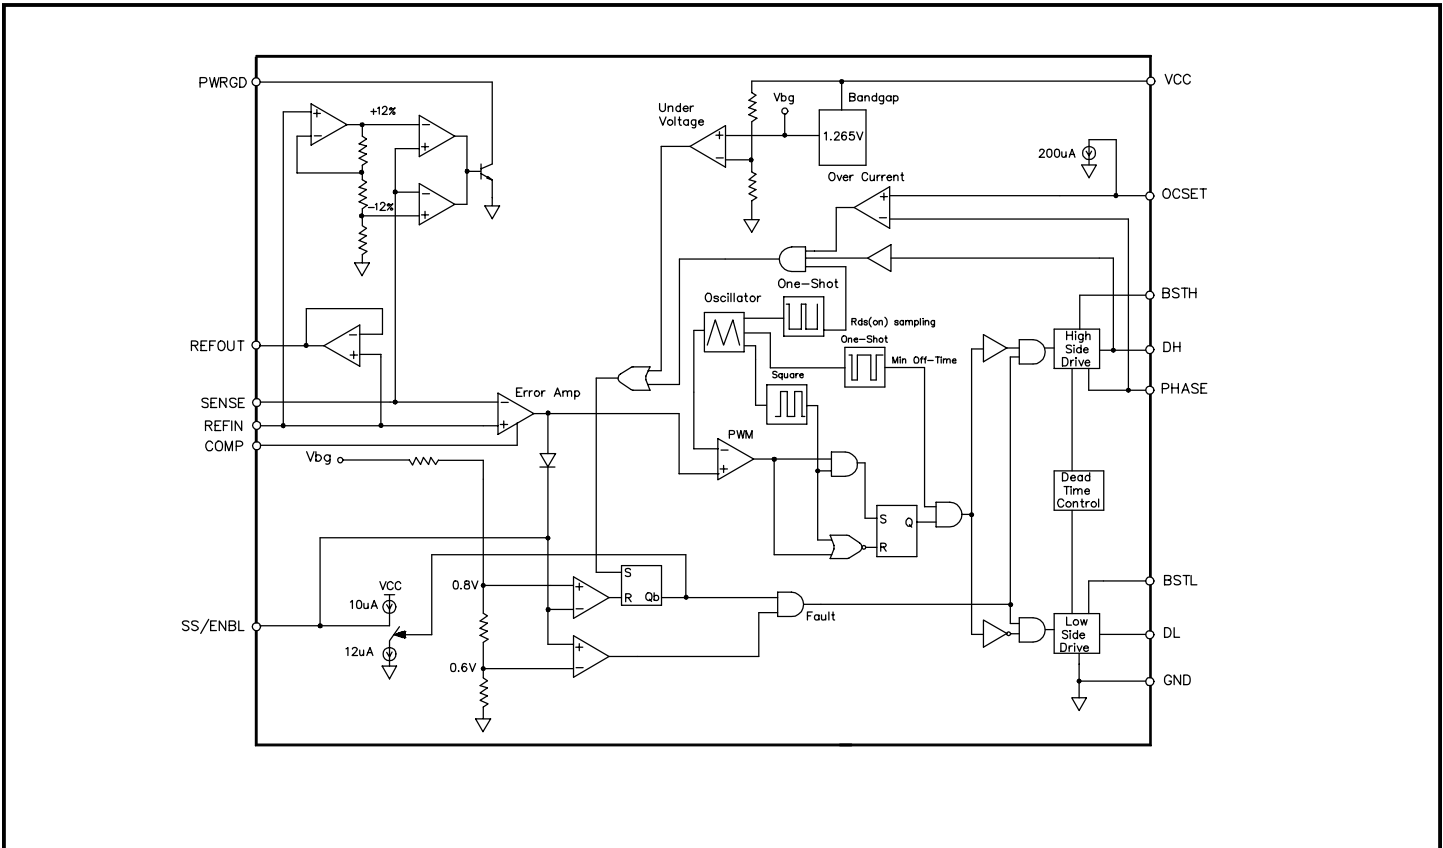 PWRGD
VCC
+
+12%
−
−
+
−
−12%
+
Under
Voltage
Vbg
Bandgap
+
−
1.265V
200uA
Over Current
+
−
OCSET
BSTH
One-Shot
Oscillator
Rds(on) sampling
One-Shot
Min Off-Time
Square
High
Side
Drive
DH
PHASE
REFOUT
−
+
SENSE
REFIN
COMP
Error Amp
−
+
Vbg
PWM
−
+
Dead
Time
Control
S
Q
R
0.8V
+
−
S
R
Qb
VCC
10uA
SS/ENBL
12uA
0.6V
+
−
Fault
BSTL
Low
Side
Drive
DL
GND